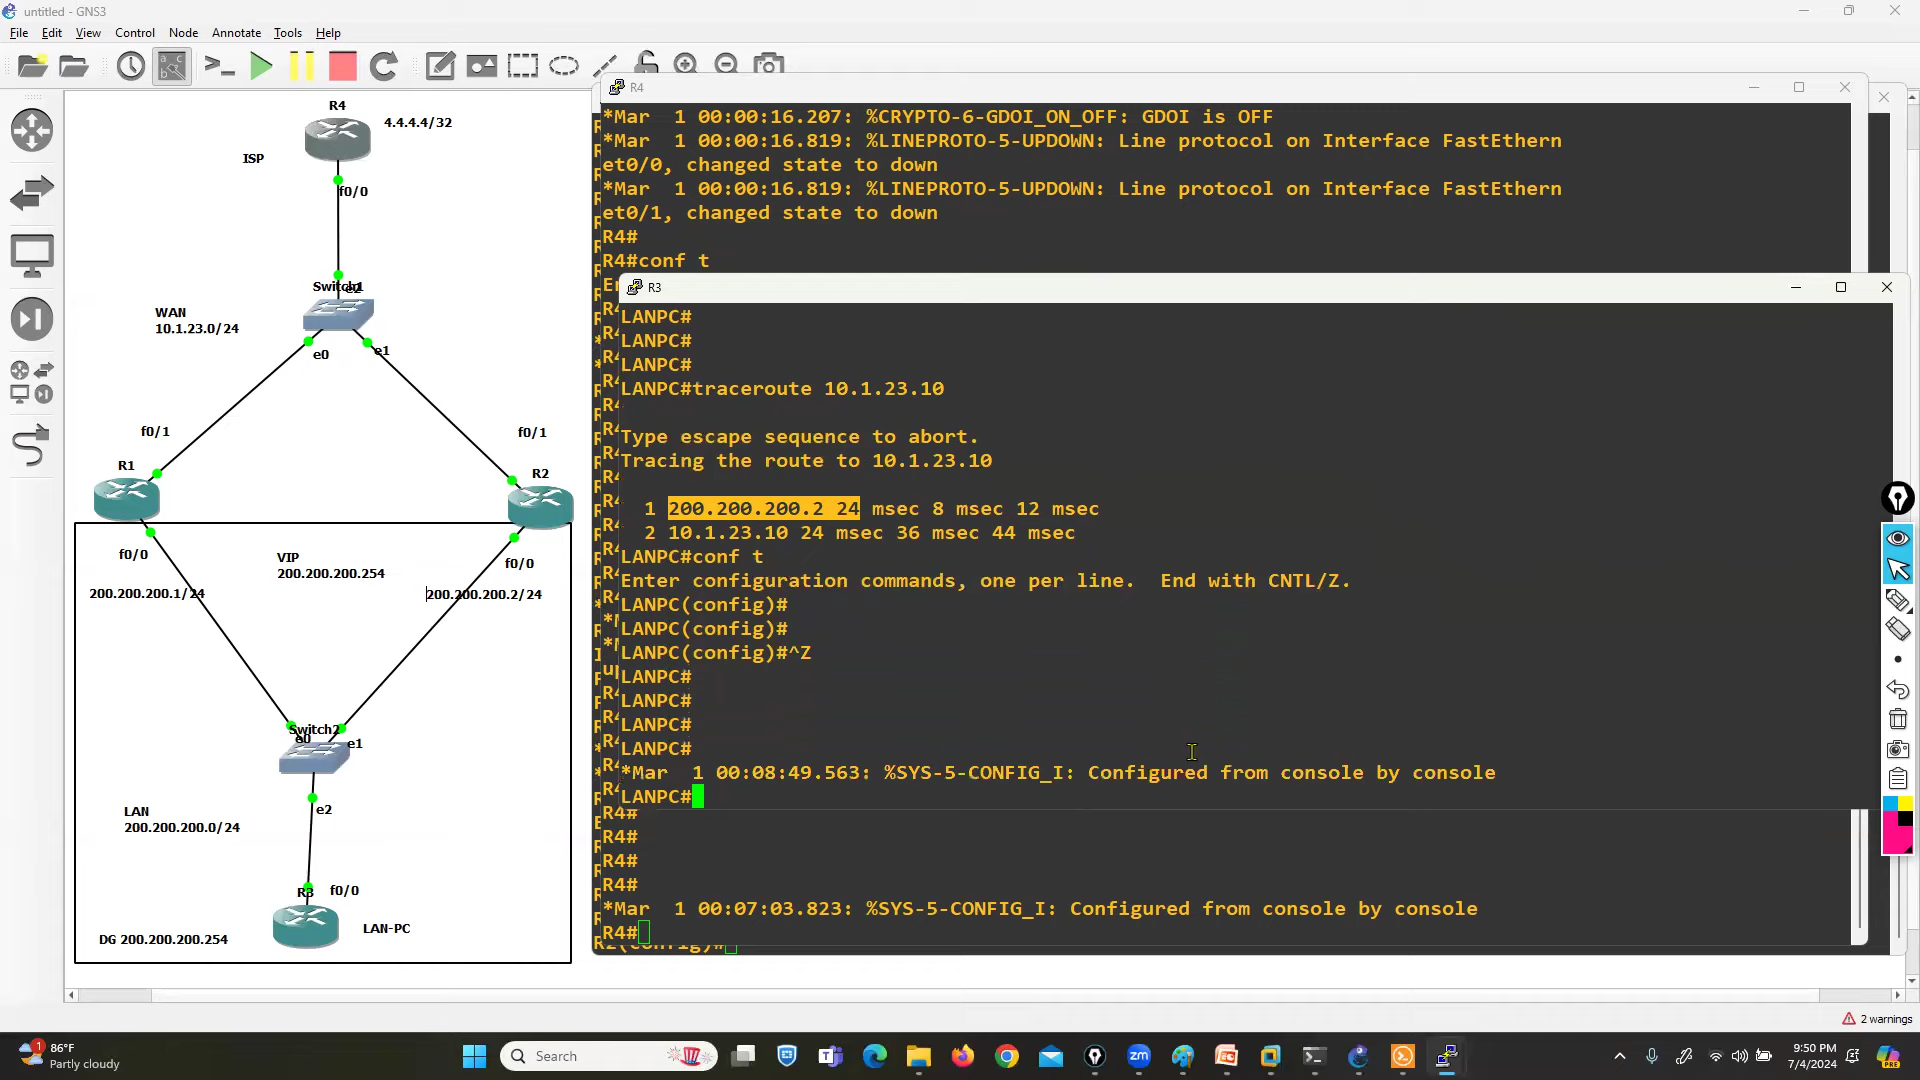 untitled - GNS3
File Edit View Control Node Annotate Tools Help
R4
4.4.4.4/32
ISP
f0/0
Switch1
e2
WAN
10.1.23.0/24
e0
e1
f0/1
f0/1
R1
R2
f0/0
VIP
200.200.200.254
f0/0
200.200.200.1/24
200.200.200.2/24
Switch2
e0
e1
LAN
200.200.200.0/24
e2
R3
f0/0
LAN-PC
DG 200.200.200.254
R4
*Mar  1 00:00:16.207: %CRYPTO-6-GDOI_ON_OFF: GDOI is OFF
*Mar  1 00:00:16.819: %LINEPROTO-5-UPDOWN: Line protocol on Interface FastEthern
et0/0, changed state to down
*Mar  1 00:00:16.819: %LINEPROTO-5-UPDOWN: Line protocol on Interface FastEthern
et0/1, changed state to down
R4#
R4#conf t
R3
LANPC#
LANPC#
LANPC#
LANPC#traceroute 10.1.23.10
Type escape sequence to abort.
Tracing the route to 10.1.23.10
1 200.200.200.2 24 msec 8 msec 12 msec
2 10.1.23.10 24 msec 36 msec 44 msec
LANPC#conf t
Enter configuration commands, one per line.  End with CNTL/Z.
LANPC(config)#
LANPC(config)#
LANPC(config)#^Z
LANPC#
LANPC#
LANPC#
LANPC#
*Mar  1 00:08:49.563: %SYS-5-CONFIG_I: Configured from console by console
LANPC#
R4#
R4#
R4#
R4#
*Mar  1 00:07:03.823: %SYS-5-CONFIG_I: Configured from console by console
R4#
R2(config)#
2 warnings
1
86°F
Partly cloudy
Search
9:50 PM
7/4/2024